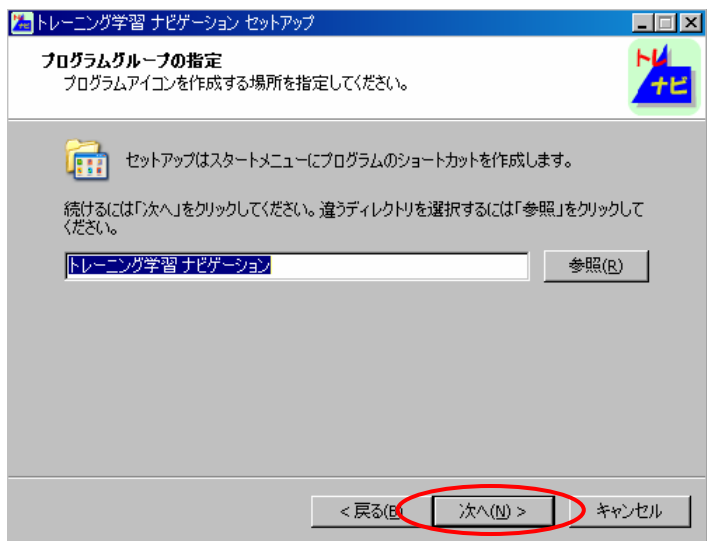 トレーニング学習 ナビゲーション セットアップ
プログラムグループの指定
プログラムアイコンを作成する場所を指定してください。
トレ
ナビ
セットアップはスタートメニューにプログラムのショートカットを作成します。
続けるには「次へ」をクリックしてください。違うディレクトリを選択するには「参照」をクリックして
ください。
トレーニング学習 ナビゲーション
参照(R)
< 戻る(B
次へ(N) >
キャンセル